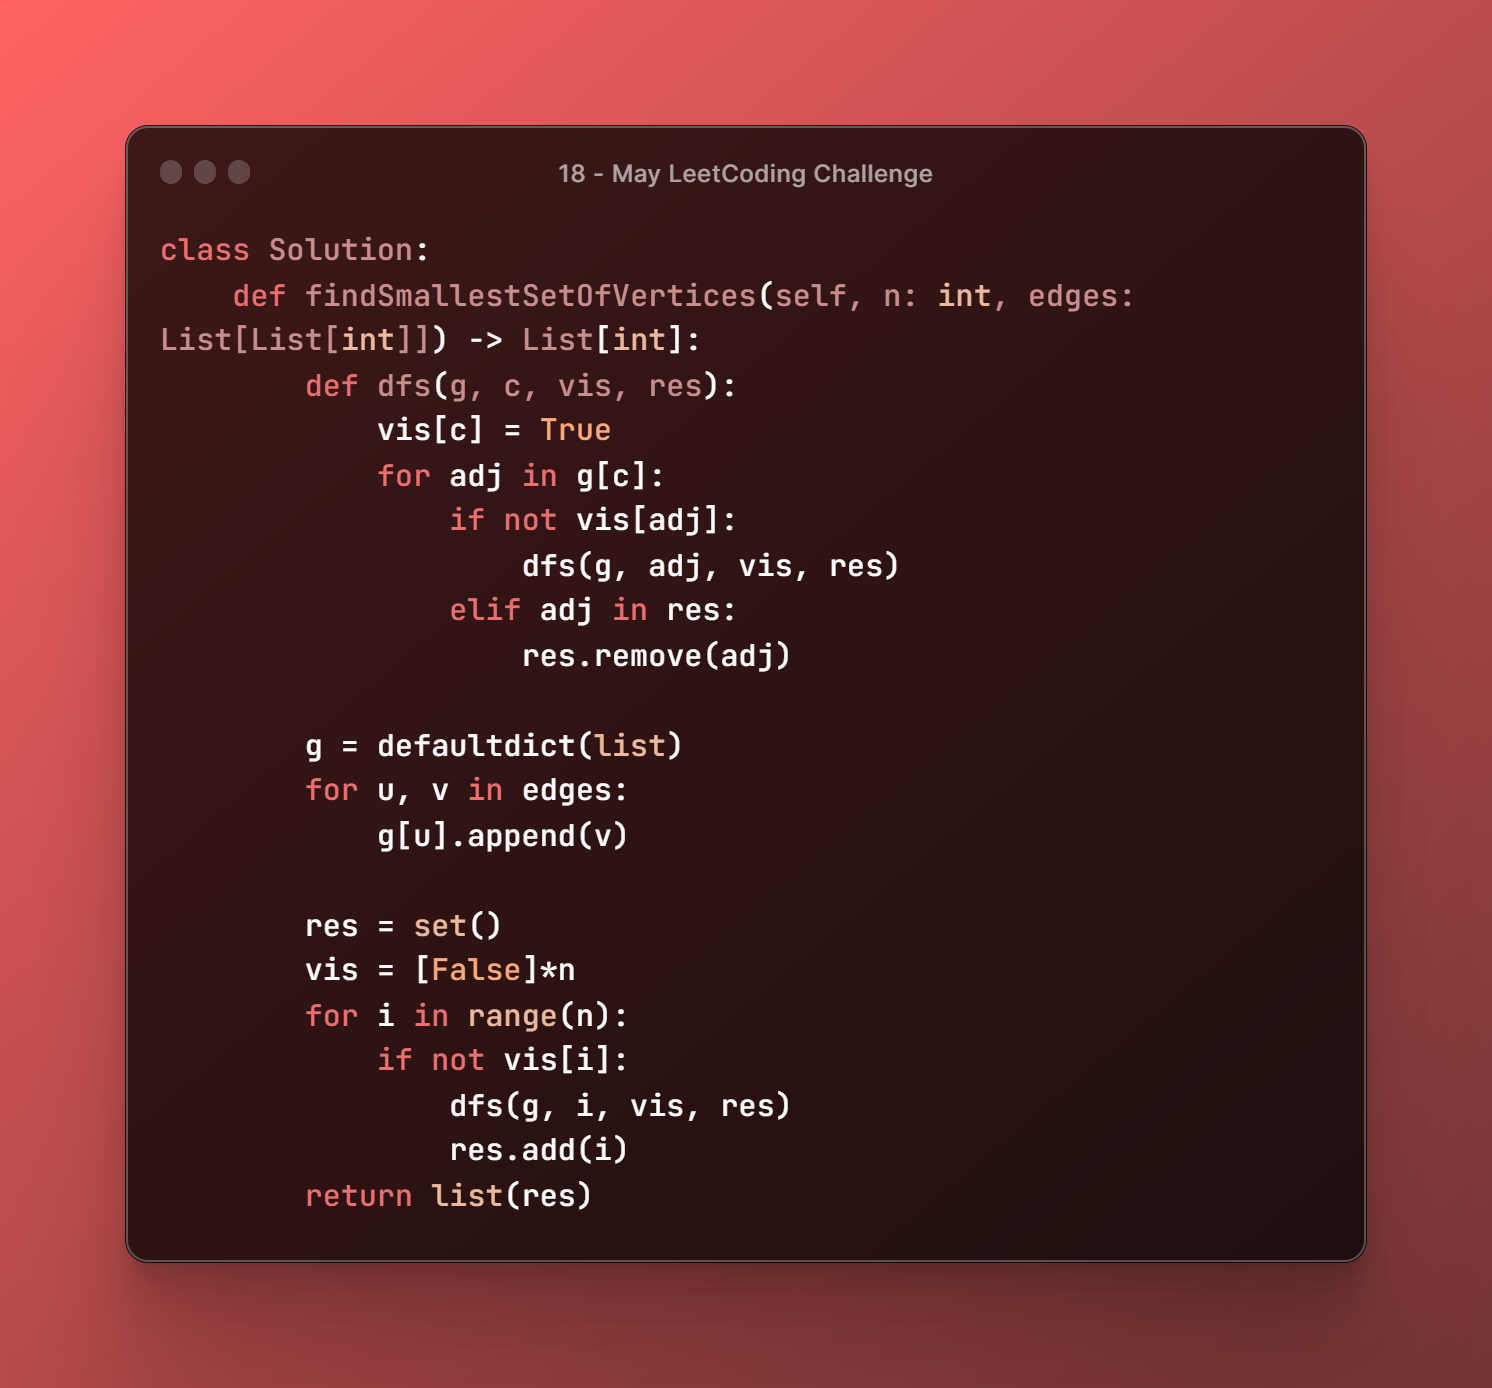 18 - May LeetCoding Challenge
class Solution:
    def findSmallestSetOfVertices(self, n: int, edges:
List[List[int]]) -> List[int]:
        def dfs(g, c, vis, res):
            vis[c] = True
            for adj in g[c]:
                if not vis[adj]:
                    dfs(g, adj, vis, res)
                elif adj in res:
                    res.remove(adj)

        g = defaultdict(list)
        for u, v in edges:
            g[u].append(v)

        res = set()
        vis = [False]*n
        for i in range(n):
            if not vis[i]:
                dfs(g, i, vis, res)
                res.add(i)
        return list(res)